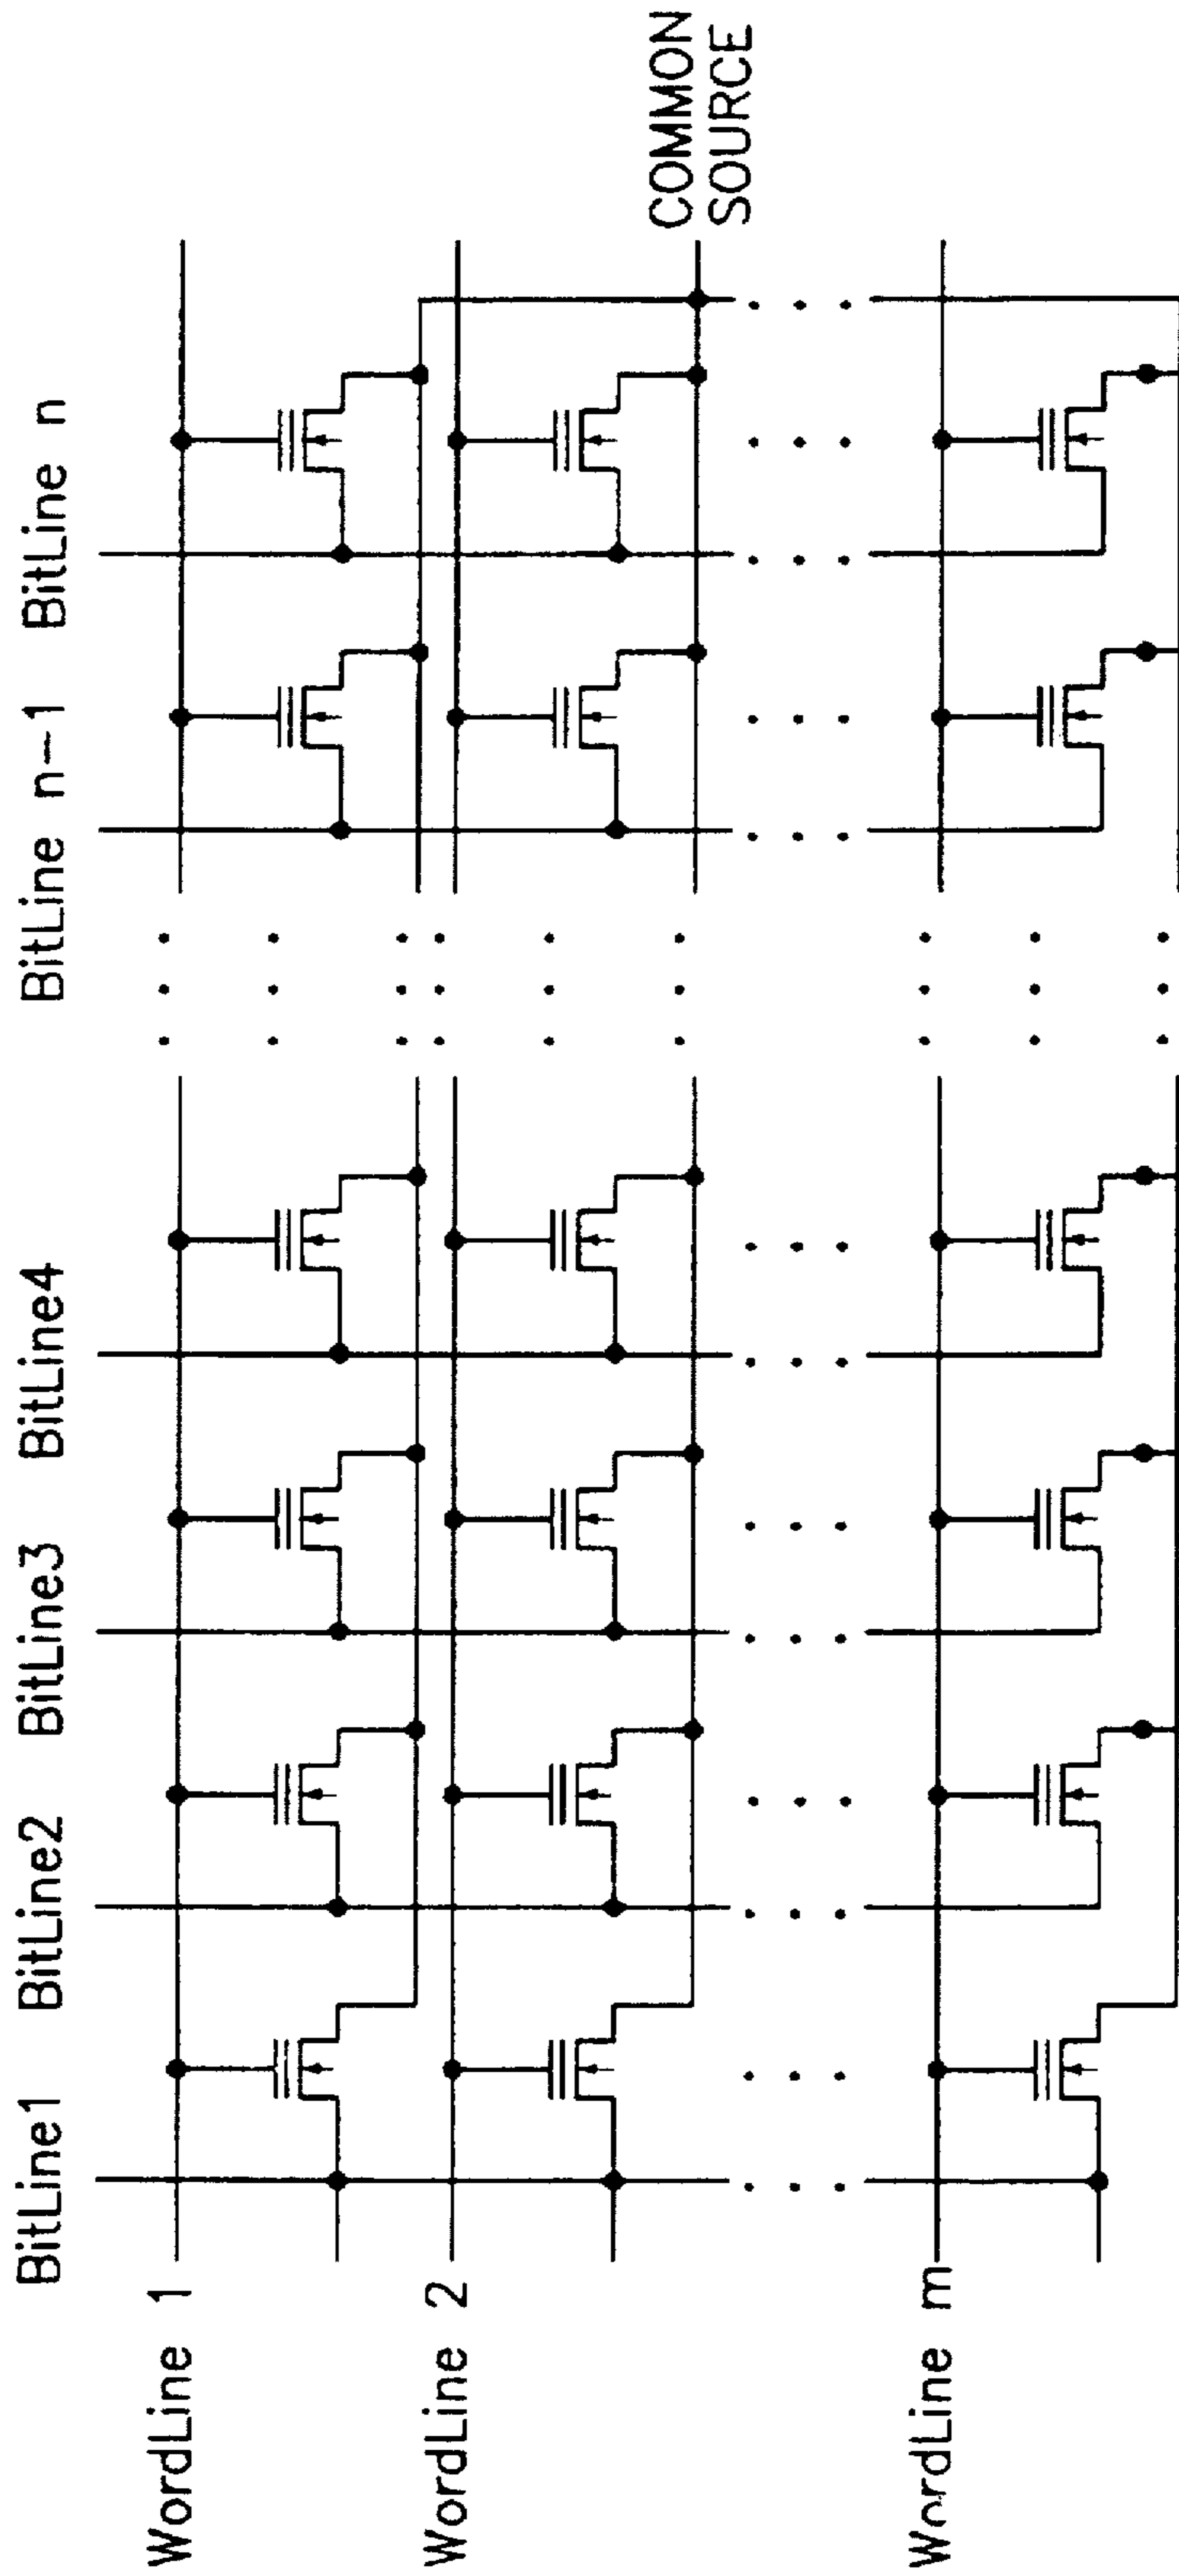 BitLine1 BitLine2 BitLine3 BitLine4 BitLine n-1 BitLine n
WordLine 1
WordLine 2
COMMON
SOURCE
WordLine m